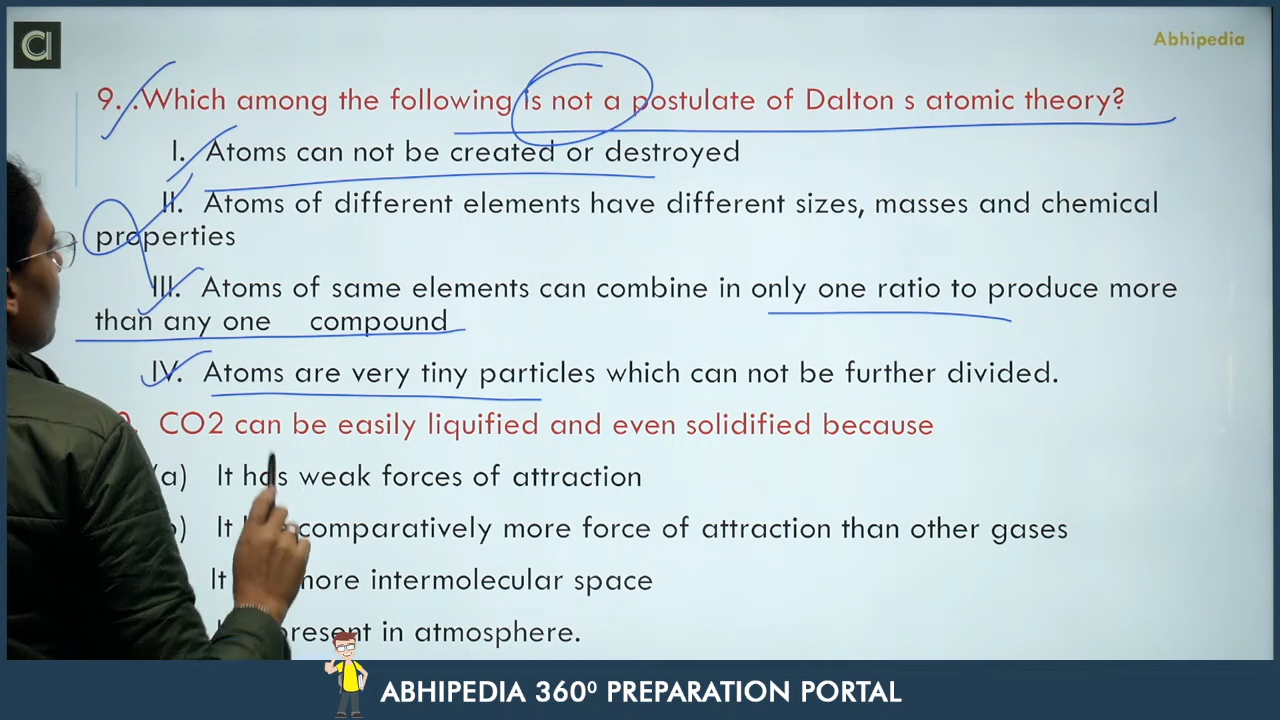 Abhipedia
9. .Which among the following is not a postulate of Dalton s atomic theory?
I. Atoms can not be created or destroyed
II. Atoms of different elements have different sizes, masses and chemical
properties
III. Atoms of same elements can combine in only one ratio to produce more
than any one compound
IV. Atoms are very tiny particles which can not be further divided.
CO2 can be easily liquified and even solidified because
(a) It has weak forces of attraction
It comparatively more force of attraction than other gases
It more intermolecular space
present in atmosphere.
ABHIPEDIA 360⁰ PREPARATION PORTAL